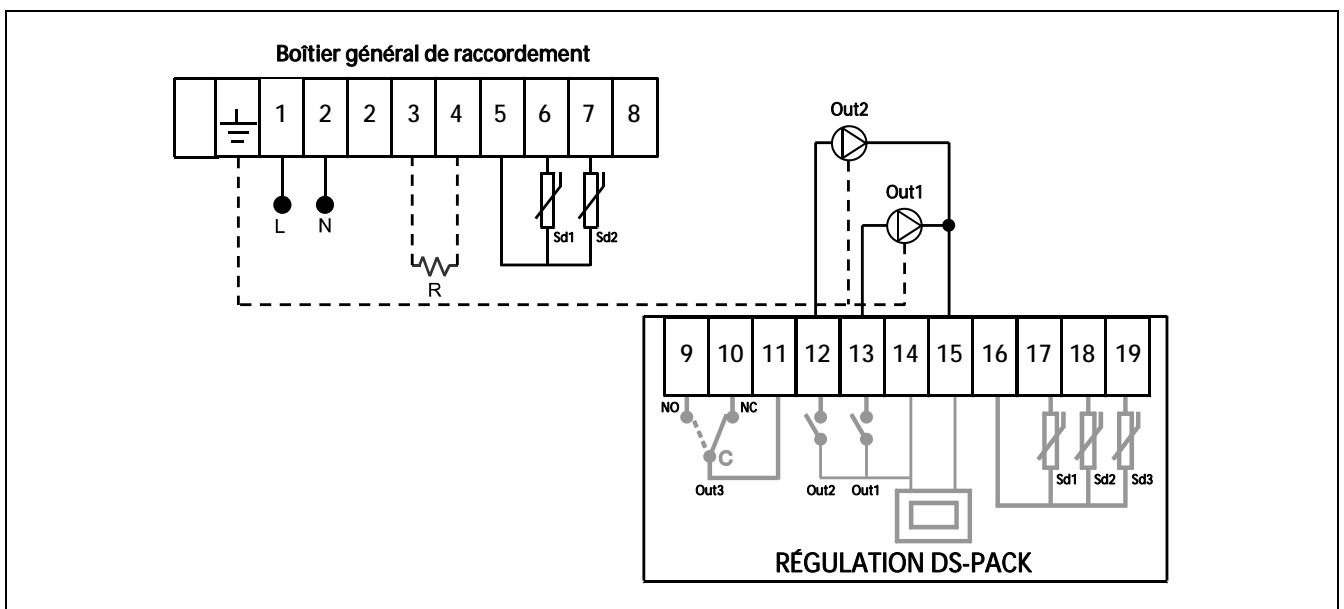 Boîtier général de raccordement
1 2 2 3 4 5 6 7 8
L N
Sd1 Sd2
R
Out2
Out1
9 10 11 12 13 14 15 16 17 18 19
NO NC
C
Out3 Out2 Out1
Sd1 Sd2 Sd3
RÉGULATION DS-PACK